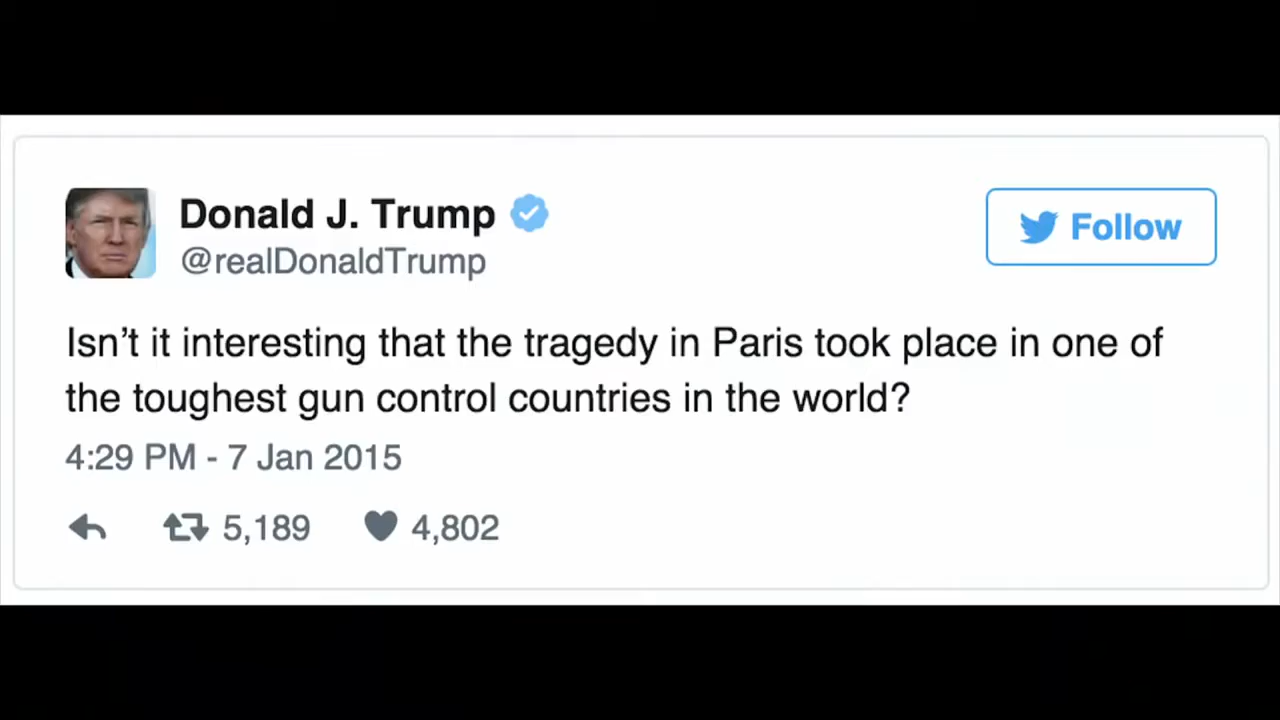 Donald J. Trump
@realDonaldTrump
Follow
Isn’t it interesting that the tragedy in Paris took place in one of
the toughest gun control countries in the world?
4:29 PM - 7 Jan 2015
5,189 4,802